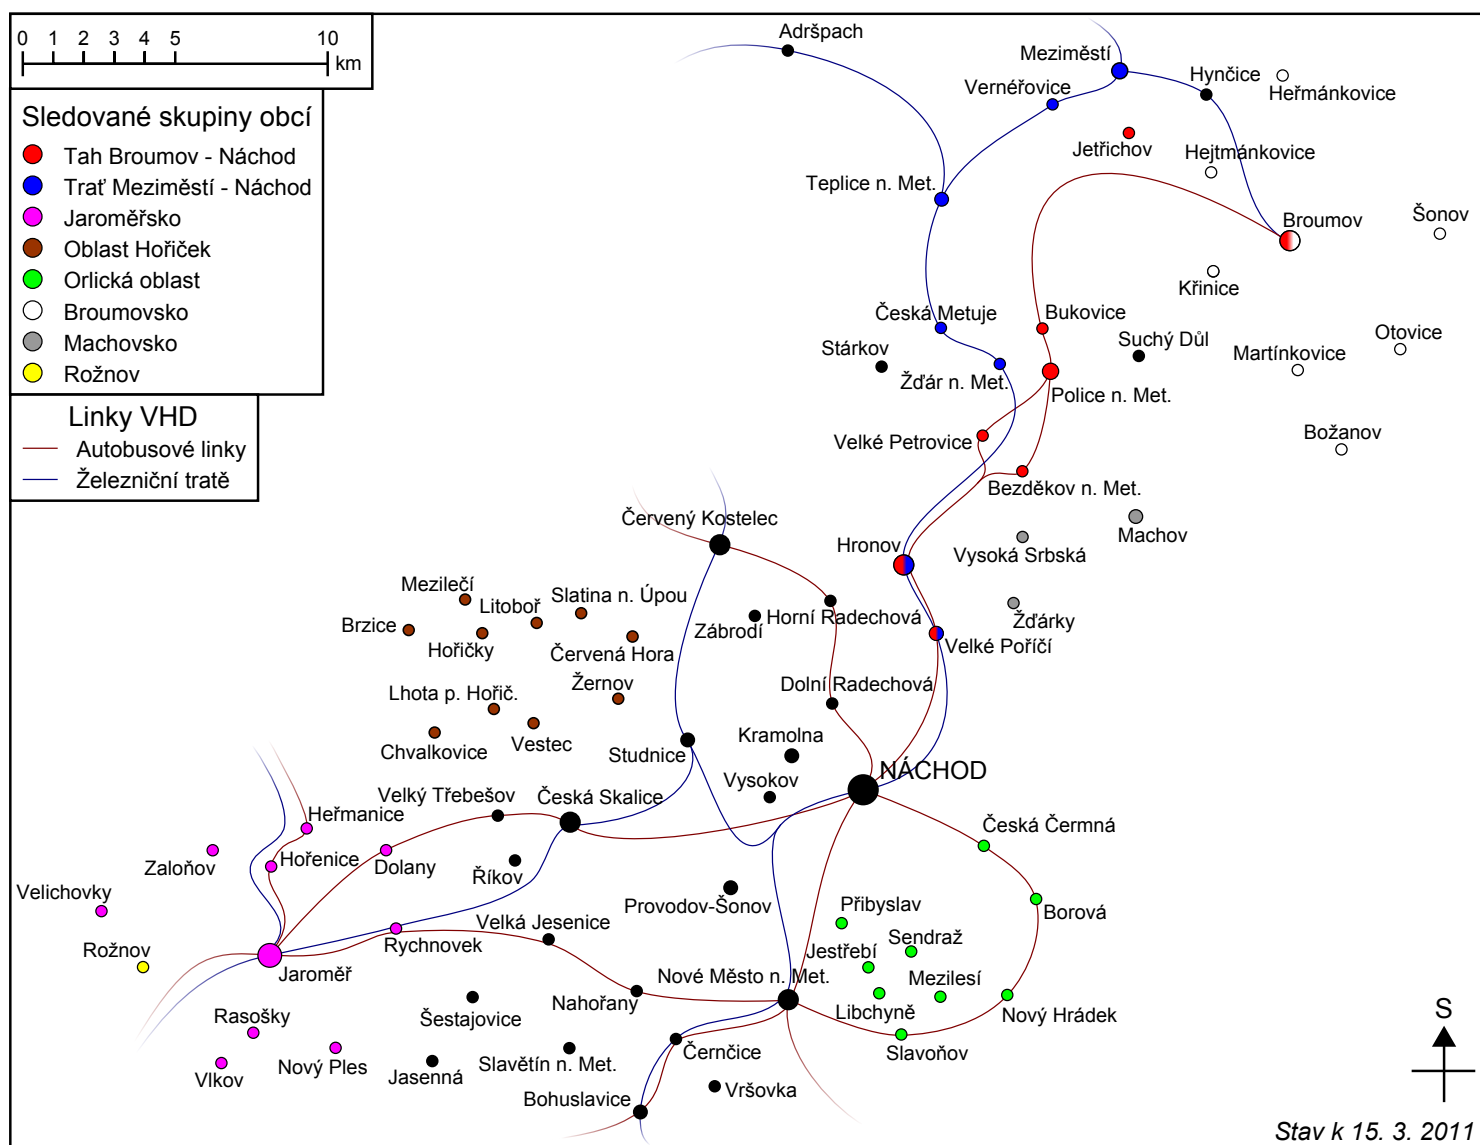 0 1 2 3 4 5 10
km
Sledované skupiny obcí
Tah Broumov - Náchod
Trať Meziměstí - Náchod
Jaroměřsko
Oblast Hořiček
Orlická oblast
Broumovsko
Machovsko
Rožnov
Linky VHD
Autobusové linky
Železniční tratě
Adršpach
Meziměstí
Hynčice
Vernéřovice
Heřmánkovice
Jetřichov
Hejtmánkovice
Teplice n. Met.
Broumov
Šonov
Křinice
Česká Metuje
Bukovice
Stárkov
Suchý Důl
Otovice
Martínkovice
Žďár n. Met.
Police n. Met.
Velké Petrovice
Božanov
Bezděkov n. Met.
Červený Kostelec
Machov
Hronov
Vysoká Srbská
Mezilečí
Slatina n. Úpou
Litoboř
Brzice
Horní Radechová
Zábrodí
Žďárky
Hořičky
Červená Hora
Velké Poříčí
Žernov
Dolní Radechová
Lhota p. Hořič.
Kramolna
Chvalkovice
Vestec
Studnice
NÁCHOD
Vysokov
Velký Třebešov
Česká Skalice
Heřmanice
Česká Čermná
Hořenice
Zaloňov
Dolany
Říkov
Velichovky
Provodov-Šonov
Přibyslav
Borová
Velká Jesenice
Sendraž
Rychnovek
Rožnov
Jaroměř
Jestřebí
Nové Město n. Met.
Mezilesí
Nahořany
Libchyně
Nový Hrádek
Rasošky
Šestajovice
Slavoňov
Černčice
Nový Ples
Slavětín n. Met.
Vlkov
Jasenná
Vršovka
Bohuslavice
S
Stav k 15. 3. 2011